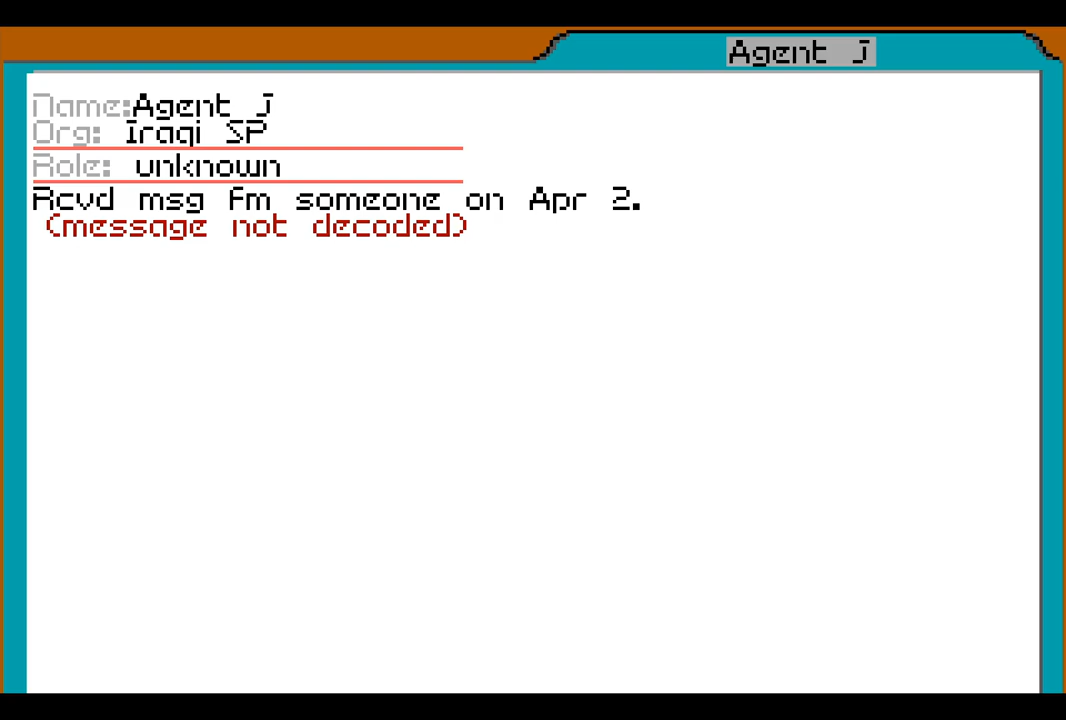 Agent J
Name:Agent J
Org: Iraqi SP
Role: unknown
Rcvd msg fm someone on Apr 2.
(message not decoded)